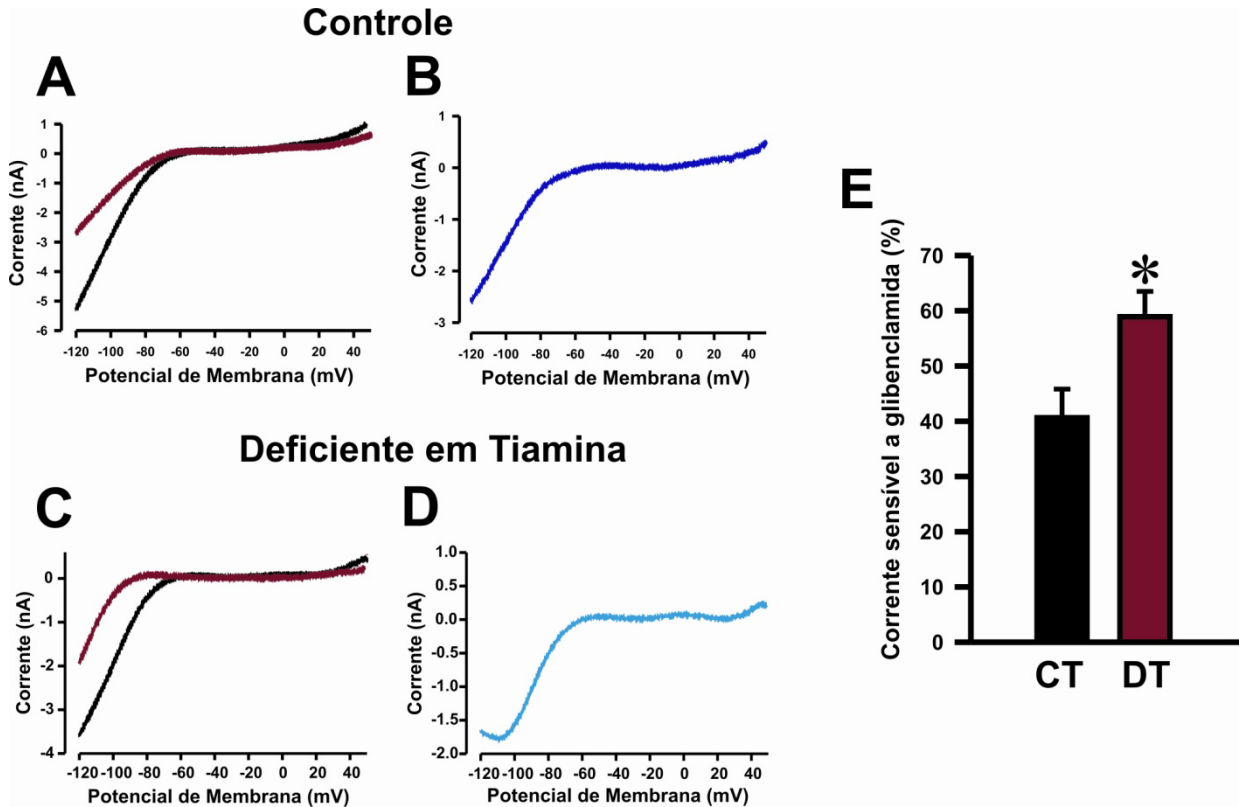 Controle
A
Corrente (nA)
1
0
-1
-2
-3
-4
-5
-6
-120 -100 -80 -60 -40 -20 0 20 40
Potencial de Membrana (mV)
B
Corrente (nA)
1
0
-1
-2
-3
-120 -100 -80 -60 -40 -20 0 20 40
Potencial de Membrana (mV)
Deficiente em Tiamina
C
Corrente (nA)
0
-1
-2
-3
-4
-120 -100 -80 -60 -40 -20 0 20 40
Potencial de Membrana (mV)
D
Corrente (nA)
1.0
0.5
0.0
-0.5
-1.0
-1.5
-2.0
-120 -100 -80 -60 -40 -20 0 20 40
Potencial de Membrana (mV)
E
Corrente sensível a glibenclamida (%)
70
60
50
40
30
20
10
0
*
CT DT